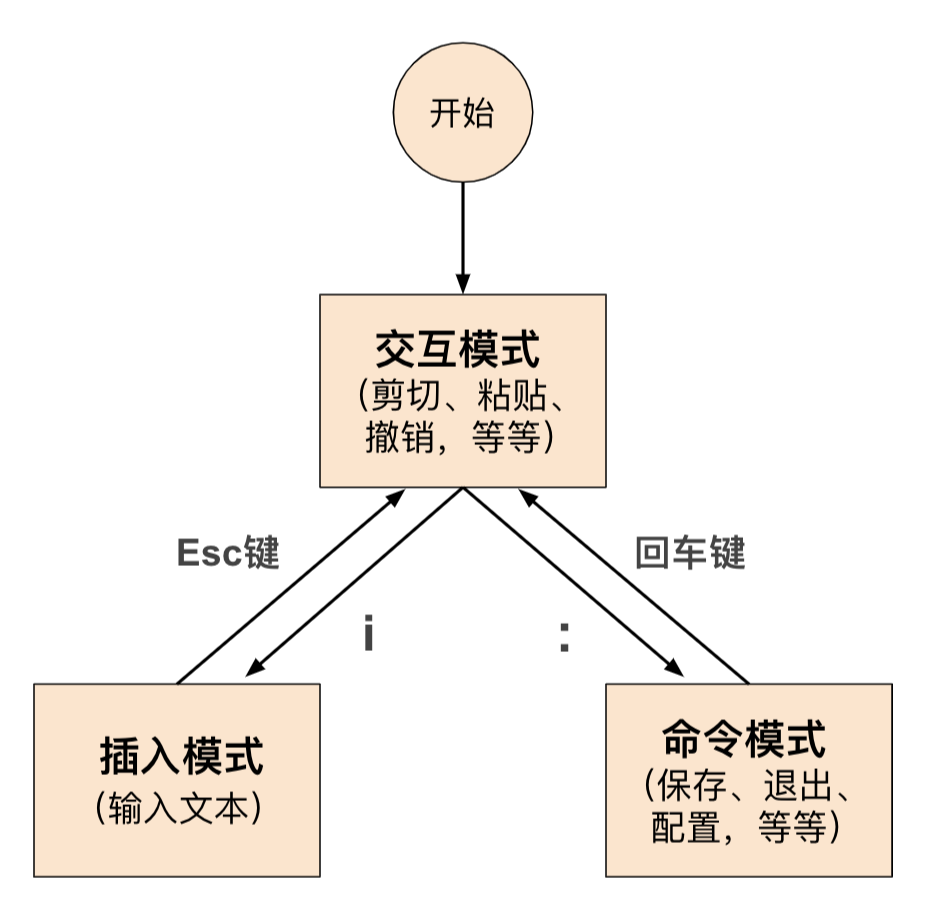 开始
交互模式
（剪切、粘贴、
撤销，等等）
Esc键
回车键
i
:
插入模式
（输入文本）
命令模式
（保存、退出、
配置，等等）